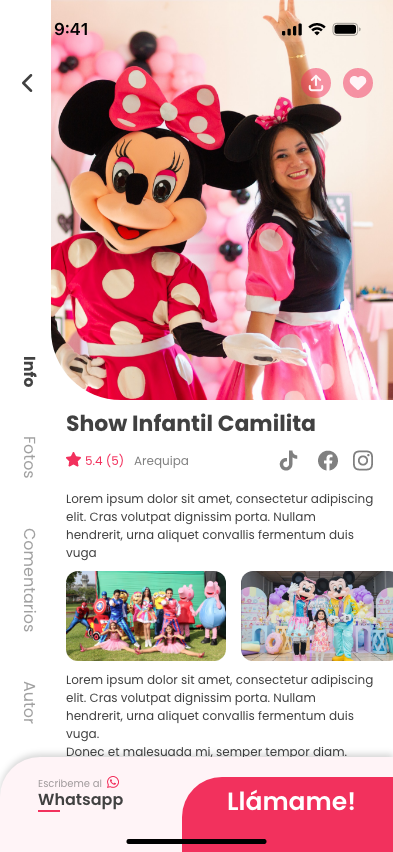 9:41
Info
Fotos
Comentarios
Autor
Show Infantil Camilita
5.4 (5) Arequipa
Lorem ipsum dolor sit amet, consectetur adipiscing
elit. Cras volutpat dignissim porta. Nullam
hendrerit, urna aliquet convallis fermentum duis
vuga
Lorem ipsum dolor sit amet, consectetur adipiscing
elit. Cras volutpat dignissim porta. Nullam
hendrerit, urna aliquet convallis fermentum duis
vuga.
Donec et malesuada mi, semper tempor diam.
Escribeme al
Whatsapp
Llámame!